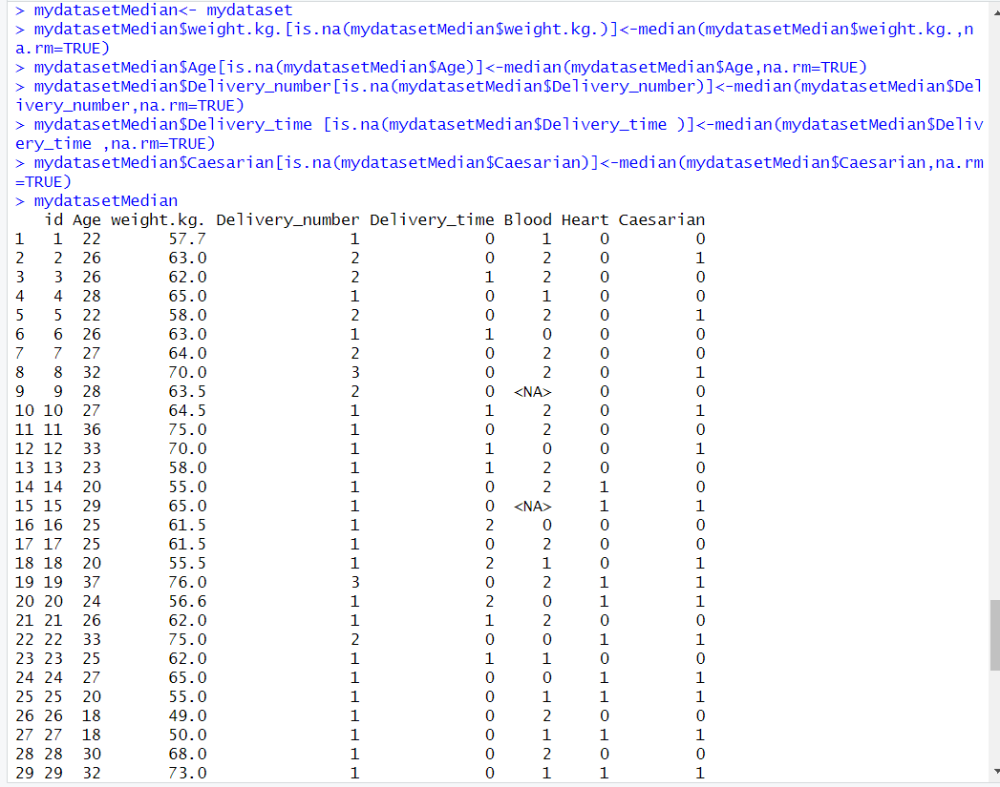 > mydatasetMedian<- mydataset
> mydatasetMedian$weight.kg.[is.na(mydatasetMedian$weight.kg.)]<-median(mydatasetMedian$weight.kg.,n
a.rm=TRUE)
> mydatasetMedian$Age[is.na(mydatasetMedian$Age)]<-median(mydatasetMedian$Age,na.rm=TRUE)
> mydatasetMedian$Delivery_number[is.na(mydatasetMedian$Delivery_number)]<-median(mydatasetMedian$Del
ivery_number,na.rm=TRUE)
> mydatasetMedian$Delivery_time [is.na(mydatasetMedian$Delivery_time )]<-median(mydatasetMedian$Deliv
ery_time ,na.rm=TRUE)
> mydatasetMedian$Caesarian[is.na(mydatasetMedian$Caesarian)]<-median(mydatasetMedian$Caesarian,na.rm
=TRUE)
> mydatasetMedian
   id Age weight.kg. Delivery_number Delivery_time Blood Heart Caesarian
1   1  22       57.7               1             0     1     0         0
2   2  26       63.0               2             0     2     0         1
3   3  26       62.0               2             1     2     0         0
4   4  28       65.0               1             0     1     0         0
5   5  22       58.0               2             0     2     0         1
6   6  26       63.0               1             1     0     0         0
7   7  27       64.0               2             0     2     0         0
8   8  32       70.0               3             0     2     0         1
9   9  28       63.5               2             0  <NA>     0         0
10 10  27       64.5               1             1     2     0         1
11 11  36       75.0               1             0     2     0         0
12 12  33       70.0               1             1     0     0         1
13 13  23       58.0               1             1     2     0         0
14 14  20       55.0               1             0     2     1         0
15 15  29       65.0               1             0  <NA>     1         1
16 16  25       61.5               1             2     0     0         0
17 17  25       61.5               1             0     2     0         0
18 18  20       55.5               1             2     1     0         1
19 19  37       76.0               3             0     2     1         1
20 20  24       56.6               1             2     0     1         1
21 21  26       62.0               1             1     2     0         0
22 22  33       75.0               2             0     0     1         1
23 23  25       62.0               1             1     1     0         0
24 24  27       65.0               1             0     0     1         1
25 25  20       55.0               1             0     1     1         1
26 26  18       49.0               1             0     2     0         0
27 27  18       50.0               1             0     1     1         1
28 28  30       68.0               1             0     2     0         0
29 29  32       73.0               1             0     1     1         1